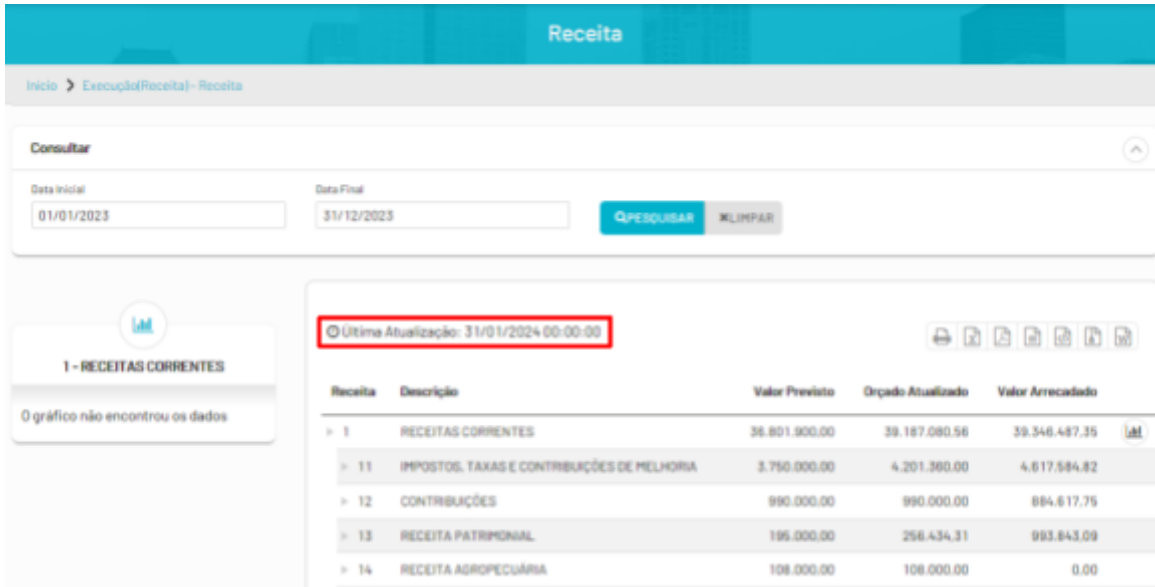 Receita
Início > Execução(Receita)- Receita
Consultar
Data Inicial Data Final
01/01/2023 31/12/2023 PESQUISAR ✖LIMPAR
Última Atualização: 31/01/2024 00:00:00
1 - RECEITAS CORRENTES
O gráfico não encontrou os dados
Receita Descrição Valor Previsto Orçado Atualizado Valor Arrecadado
1 RECEITAS CORRENTES 36.801.900,00 39.187.080,56 39.346.487,35
11 IMPOSTOS, TAXAS E CONTRIBUIÇÕES DE MELHORIA 3.750.000,00 4.201.360,00 4.617.584,82
12 CONTRIBUIÇÕES 990.000,00 990.000,00 884.617,75
13 RECEITA PATRIMONIAL 195.000,00 256.434,31 993.843,09
14 RECEITA AGROPECUÁRIA 108.000,00 108.000,00 0,00